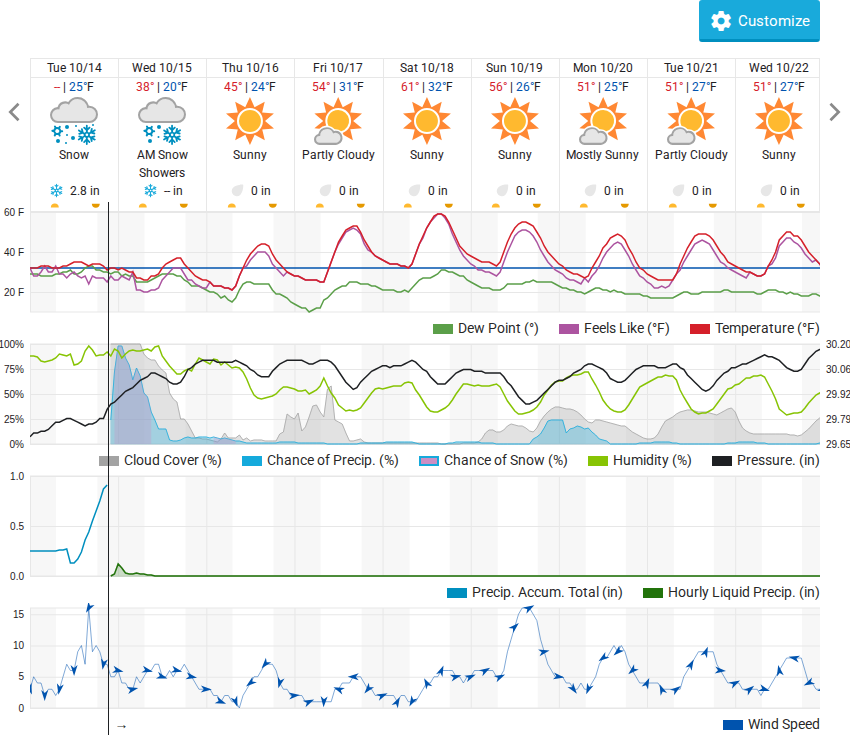 Customize
Tue 10/14 Wed 10/15 Thu 10/16 Fri 10/17 Sat 10/18 Sun 10/19 Mon 10/20 Tue 10/21 Wed 10/22
-- | 25°F 38° | 20°F 45° | 24°F 54° | 31°F 61° | 32°F 56° | 26°F 51° | 25°F 51° | 27°F 51° | 27°F
Snow AM Snow Sunny Partly Cloudy Sunny Sunny Mostly Sunny Partly Cloudy Sunny
Showers
2.8 in -- in 0 in 0 in 0 in 0 in 0 in 0 in 0 in
60 F
40 F
20 F
Dew Point (°) Feels Like (°F) Temperature (°F)
100% 30.20
75% 30.06
50% 29.92
25% 29.79
0% 29.65
Cloud Cover (%) Chance of Precip. (%) Chance of Snow (%) Humidity (%) Pressure. (in)
1.0
0.5
0.0
Precip. Accum. Total (in) Hourly Liquid Precip. (in)
15
10
5
0
→
Wind Speed